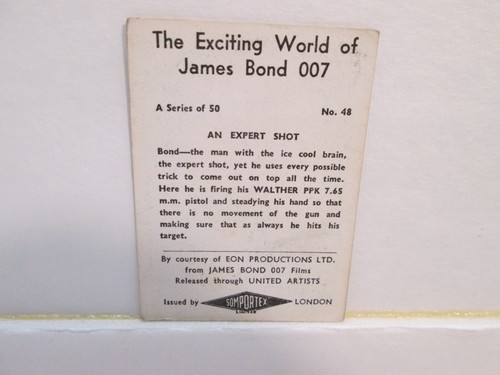 The Exciting World of
James Bond 007
A Series of 50 No. 48
AN EXPERT SHOT
Bond—the man with the ice cool brain,
the expert shot, yet he uses every possible
trick to come out on top all the time.
Here he is firing his WALTHER PPK 7.65
m.m. pistol and steadying his hand so that
there is no movement of the gun and
making sure that as always he hits his
target.
By courtesy of EON PRODUCTIONS LTD.
from JAMES BOND 007 Films
Released through UNITED ARTISTS
Issued by SOMPORTEX LONDON
LIMITED